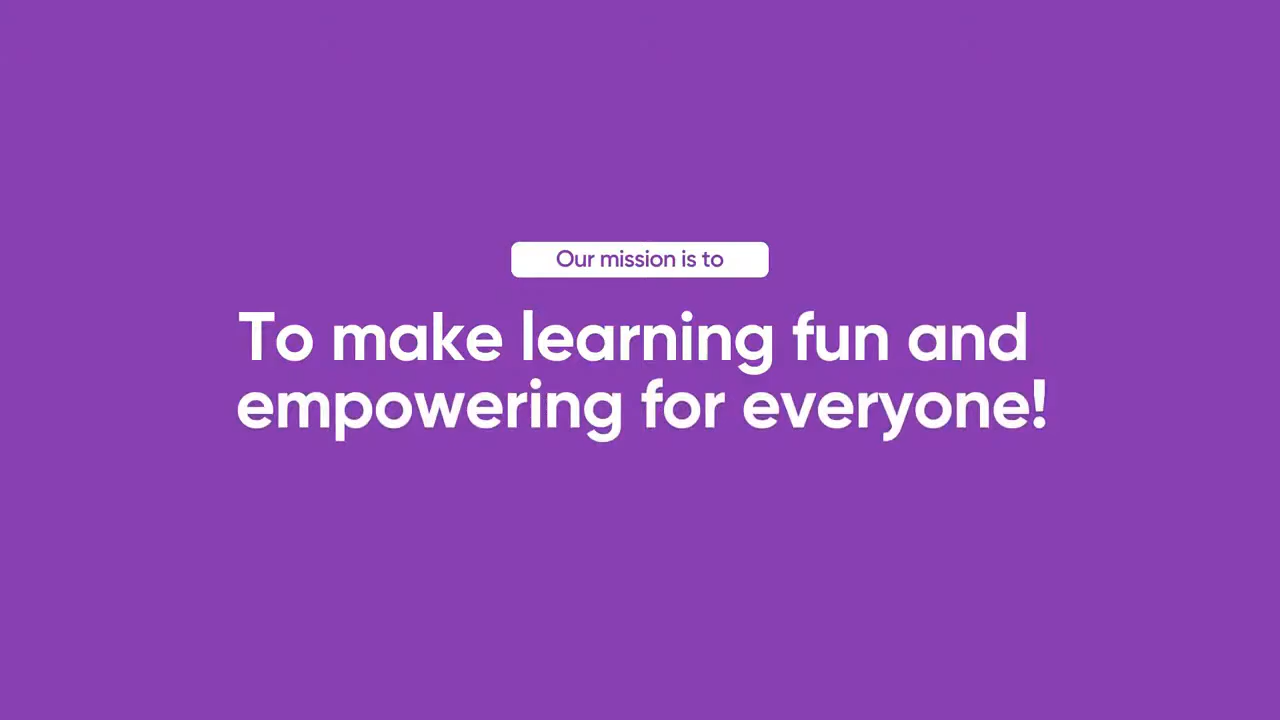 Our mission is to
To make learning fun and
empowering for everyone!